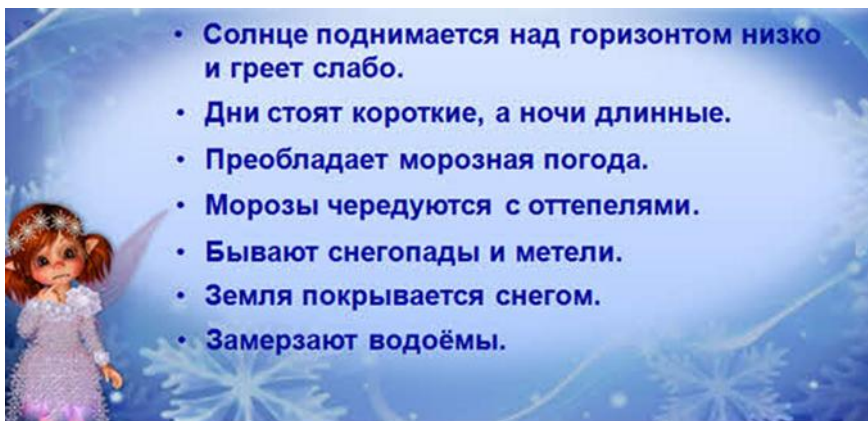 • Солнце поднимается над горизонтом низко
и греет слабо.
• Дни стоят короткие, а ночи длинные.
• Преобладает морозная погода.
• Морозы чередуются с оттепелями.
• Бывают снегопады и метели.
• Земля покрывается снегом.
• Замерзают водоёмы.